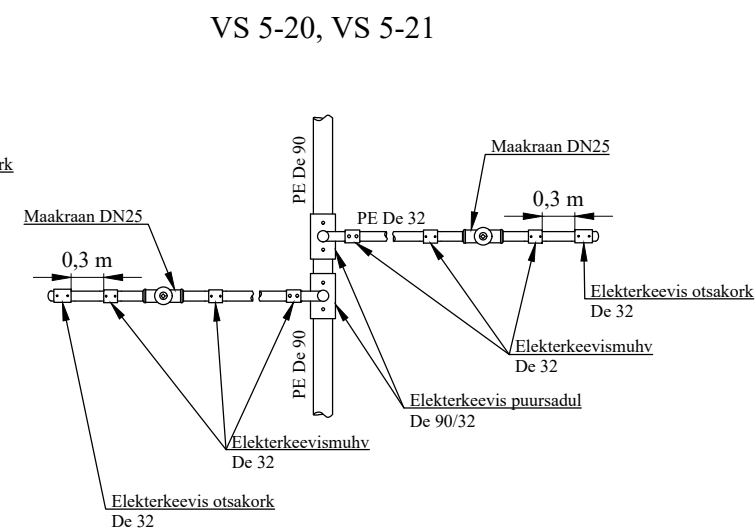 VS 5-20, VS 5-21
rk
PE De 90
Maakraan DN25
0,3 m
PE De 32
Maakraan DN25
0,3 m
Elekterkeevis otsakork
De 32
Elekterkeevismuhv
De 32
PE De 90
Elekterkeevis puursadul
De 90/32
Elekterkeevismuhv
De 32
Elekterkeevis otsakork
De 32